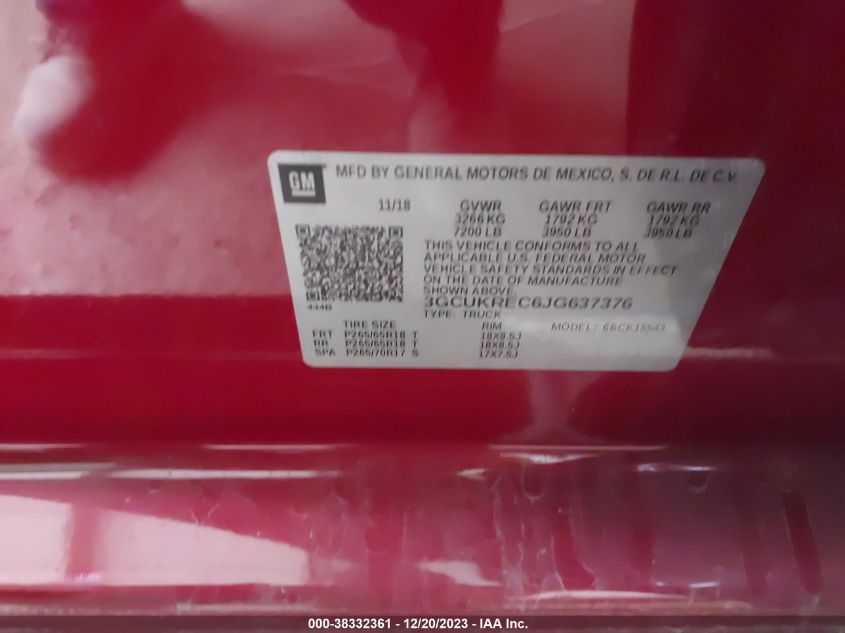 GM
MFD BY GENERAL MOTORS DE MEXICO, S. DE R.L. DE C.V.
11/18 GVWR GAWR FRT GAWR RR
3266 KG 1792 KG 1792 KG
7200 LB 3950 LB 3950 LB
THIS VEHICLE CONFORMS TO ALL
APPLICABLE U.S. FEDERAL MOTOR
VEHICLE SAFETY STANDARDS IN EFFECT
ON THE DATE OF MANUFACTURE
SHOWN ABOVE.
3GCUKREC6JG637376
TYPE: TRUCK
MODEL:
TIRE SIZE RIM
FRT P265/65R18 T 18X8.5J
RR P265/65R18 T 18X8.5J
SPA P265/70R17 S 17X7.5J
000-38332361 - 12/20/2023 - IAA Inc.